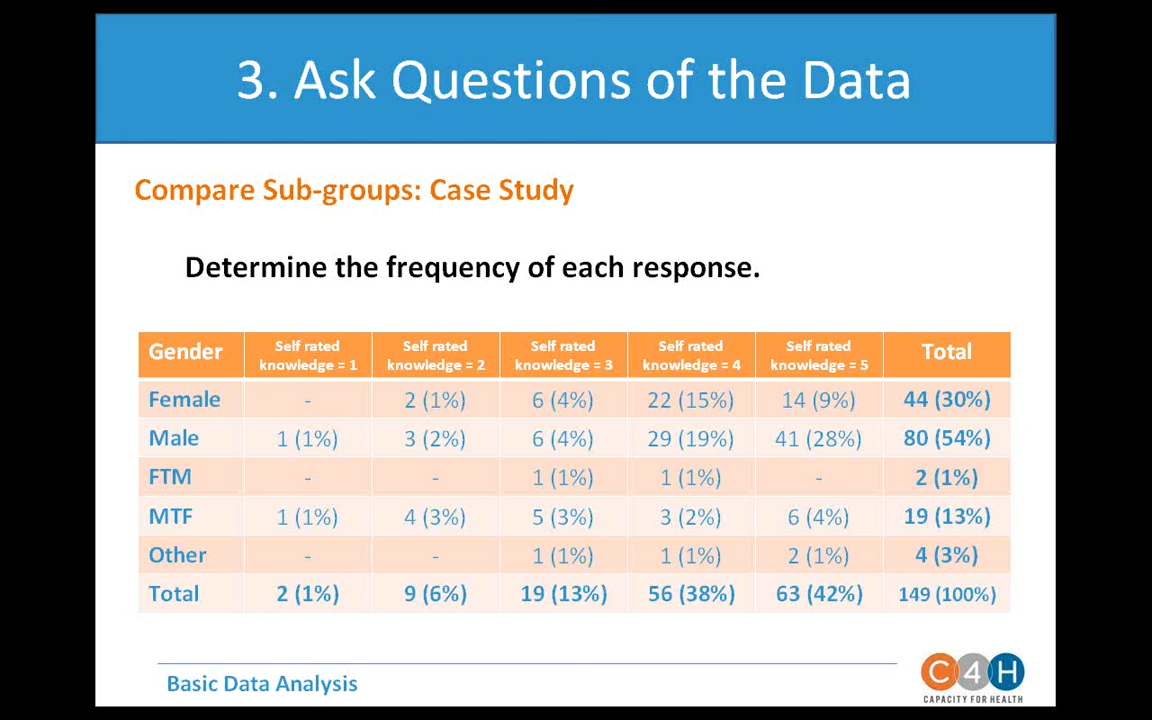 3. Ask Questions of the Data
Compare Sub-groups: Case Study
Determine the frequency of each response.
Gender Self rated knowledge = 1 Self rated knowledge = 2 Self rated knowledge = 3 Self rated knowledge = 4 Self rated knowledge = 5 Total
Female - 2 (1%) 6 (4%) 22 (15%) 14 (9%) 44 (30%)
Male 1 (1%) 3 (2%) 6 (4%) 29 (19%) 41 (28%) 80 (54%)
FTM - - 1 (1%) 1 (1%) - 2 (1%)
MTF 1 (1%) 4 (3%) 5 (3%) 3 (2%) 6 (4%) 19 (13%)
Other - - 1 (1%) 1 (1%) 2 (1%) 4 (3%)
Total 2 (1%) 9 (6%) 19 (13%) 56 (38%) 63 (42%) 149 (100%)
Basic Data Analysis
C4H
CAPACITY FOR HEALTH